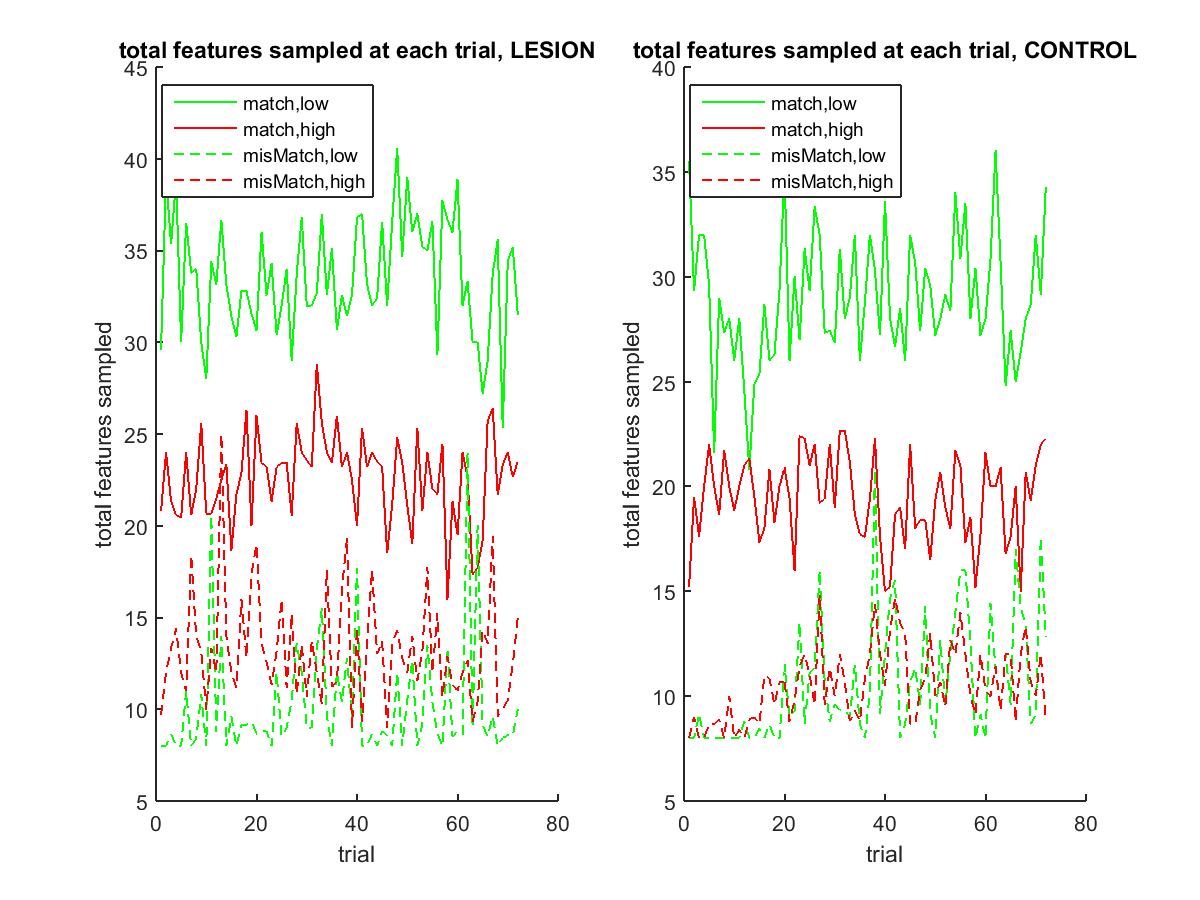 total features sampled at each trial, LESION
45
40
35
30
25
20
15
10
5
total features sampled
match,low
match,high
misMatch,low
misMatch,high
0
20
40
60
80
trial
total features sampled at each trial, CONTROL
40
35
30
25
20
15
10
5
total features sampled
match,low
match,high
misMatch,low
misMatch,high
0
20
40
60
80
trial